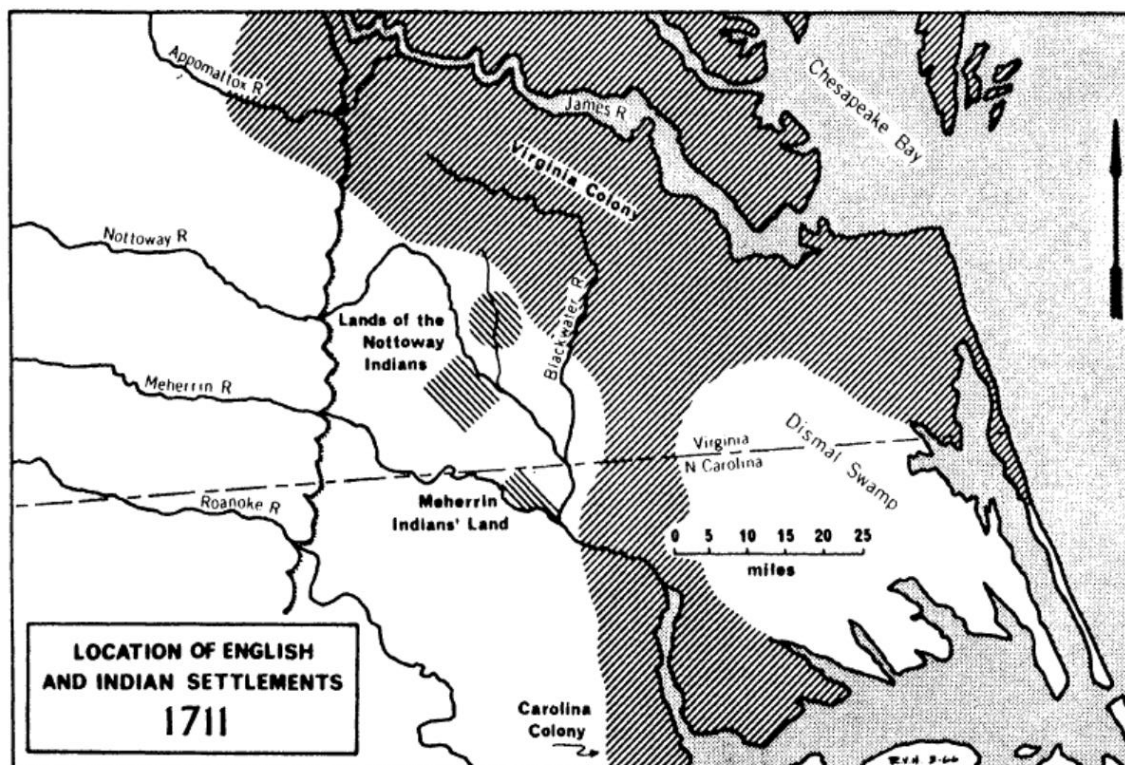 Appomattox R
James R
Chesapeake Bay
Virginia Colony
Nottoway R
Blackwater R
Lands of the
Nottoway
Indians
Meherrin R
Dismal Swamp
Virginia
N Carolina
Roanoke R
Meherrin
Indians' Land
0 5 10 15 20 25
miles
LOCATION OF ENGLISH
AND INDIAN SETTLEMENTS
1711
Carolina
Colony